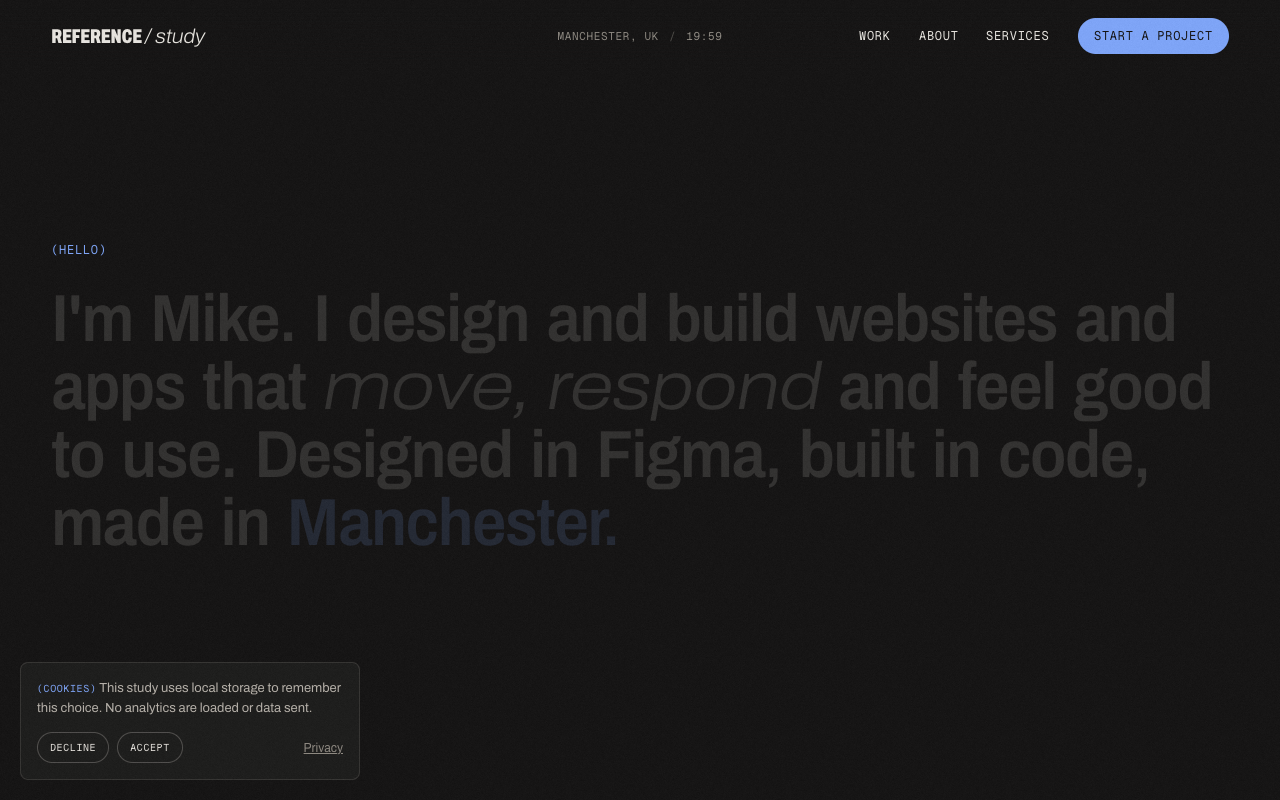 REFERENCE/study
MANCHESTER, UK / 19:59
WORK
ABOUT
SERVICES
START A PROJECT
(HELLO)
I'm Mike. I design and build websites and
apps that move, respond and feel good
to use. Designed in Figma, built in code,
made in Manchester.
(COOKIES) This study uses local storage to remember
this choice. No analytics are loaded or data sent.
DECLINE
ACCEPT
Privacy